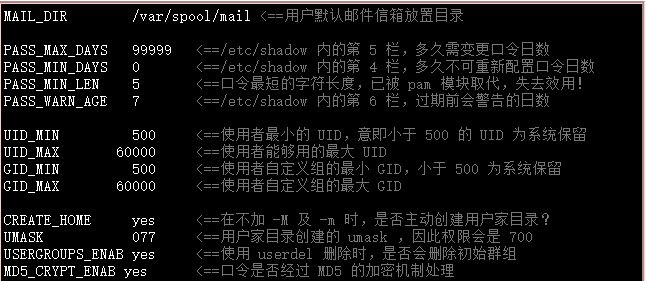 MAIL_DIR /var/spool/mail <==用户默认邮件信箱放置目录
PASS_MAX_DAYS 99999 <==/etc/shadow 内的第 5 栏，多久需变更口令日数
PASS_MIN_DAYS 0 <==/etc/shadow 内的第 4 栏，多久不可重新配置口令日数
PASS_MIN_LEN 5 <==口令最短的字符长度，已被 pam 模块取代，失去效用！
PASS_WARN_AGE 7 <==/etc/shadow 内的第 6 栏，过期前会警告的日数
UID_MIN 500 <==使用者最小的 UID，意即小于 500 的 UID 为系统保留
UID_MAX 60000 <==使用者能够用的最大 UID
GID_MIN 500 <==使用者自定义组的最小 GID，小于 500 为系统保留
GID_MAX 60000 <==使用者自定义组的最大 GID
CREATE_HOME yes <==在不加 -M 及 -m 时，是否主动创建用户家目录？
UMASK 077 <==用户家目录创建的 umask ，因此权限会是 700
USERGROUPS_ENAB yes <==使用 userdel 删除时，是否会删除初始群组
MD5_CRYPT_ENAB yes <==口令是否经过 MD5 的加密机制处理